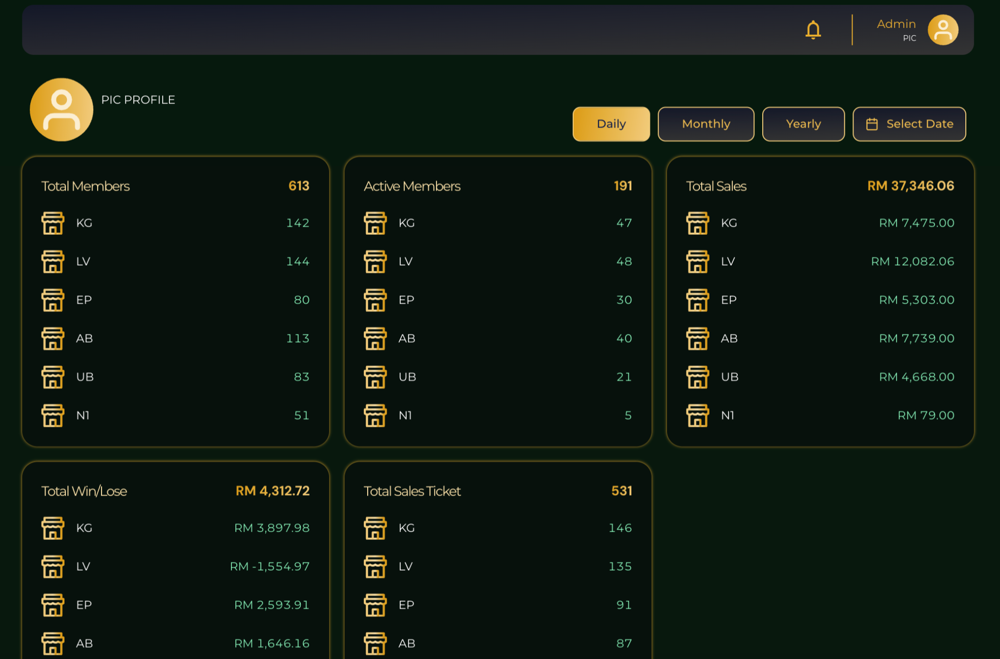 Admin
PIC
PIC PROFILE
Daily
Monthly
Yearly
Select Date
Total Members 613
KG 142
LV 144
EP 80
AB 113
UB 83
N1 51
Active Members 191
KG 47
LV 48
EP 30
AB 40
UB 21
N1 5
Total Sales RM 37,346.06
KG RM 7,475.00
LV RM 12,082.06
EP RM 5,303.00
AB RM 7,739.00
UB RM 4,668.00
N1 RM 79.00
Total Win/Lose RM 4,312.72
KG RM 3,897.98
LV RM -1,554.97
EP RM 2,593.91
AB RM 1,646.16
Total Sales Ticket 531
KG 146
LV 135
EP 91
AB 87